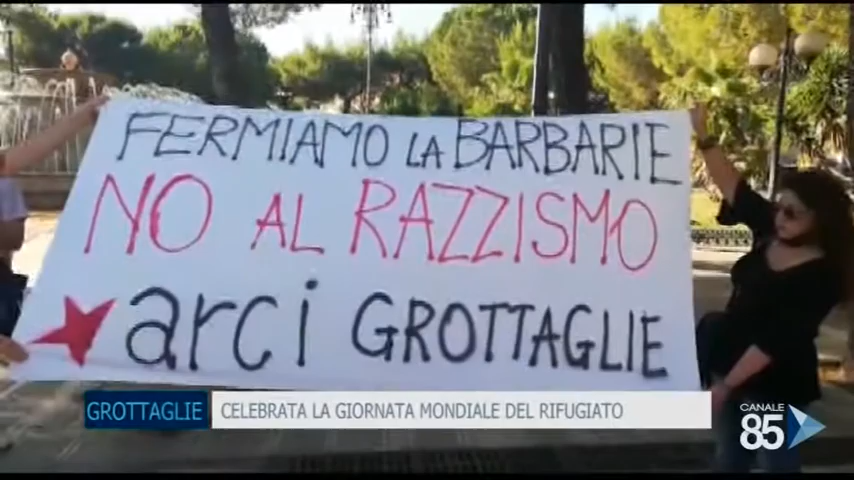 FERMIAMO LA BARBARIE
NO AL RAZZISMO
arci GROTTAGLIE
GROTTAGLIE
CELEBRATA LA GIORNATA MONDIALE DEL RIFUGIATO
CANALE
85